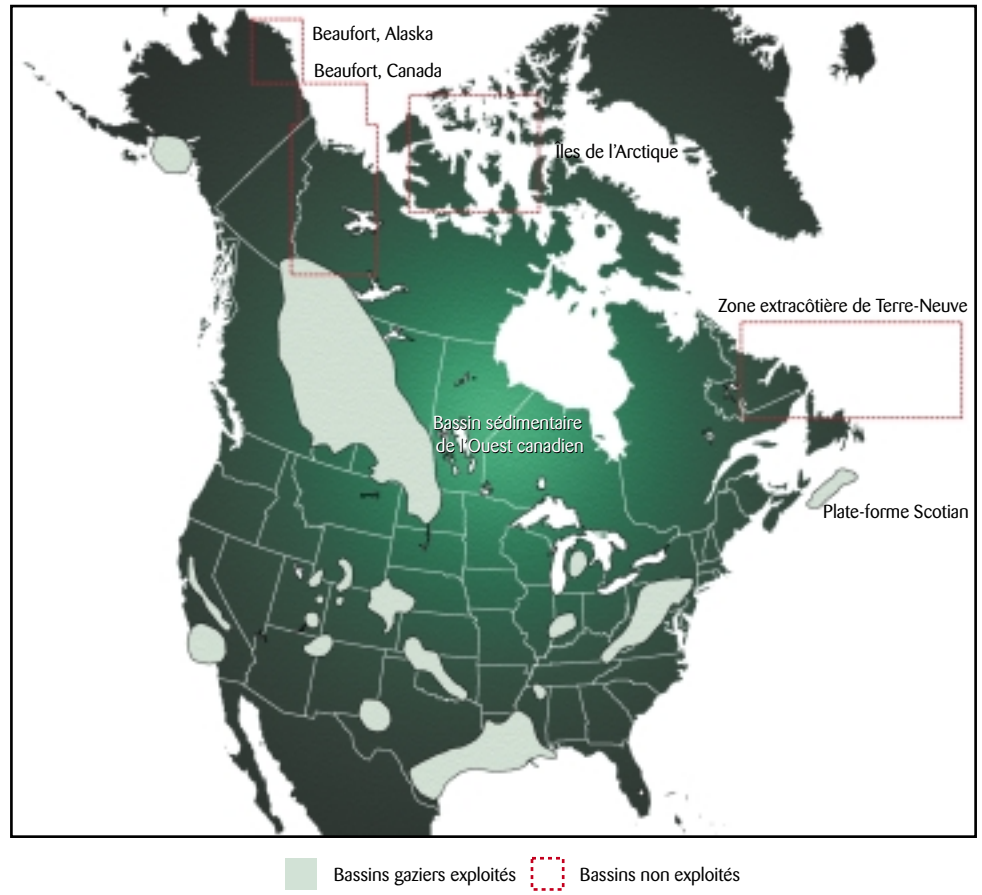 Beaufort, Alaska
Beaufort, Canada
Îles de l'Arctique
Zone extracôtière de Terre-Neuve
Bassin sédimentaire
de l'Ouest canadien
Plate-forme Scotian
Bassins gaziers exploités
Bassins non exploités